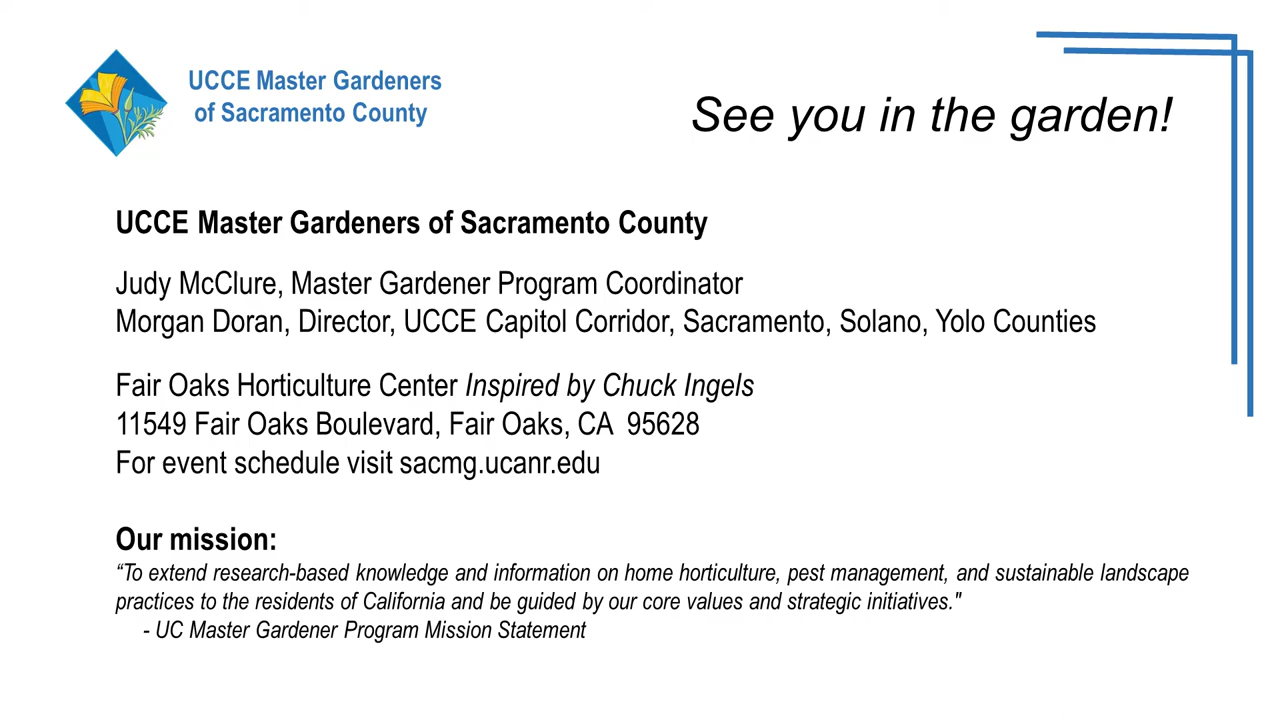 UCCE Master Gardeners
of Sacramento County
See you in the garden!
UCCE Master Gardeners of Sacramento County
Judy McClure, Master Gardener Program Coordinator
Morgan Doran, Director, UCCE Capitol Corridor, Sacramento, Solano, Yolo Counties
Fair Oaks Horticulture Center Inspired by Chuck Ingels
11549 Fair Oaks Boulevard, Fair Oaks, CA  95628
For event schedule visit sacmg.ucanr.edu
Our mission:
“To extend research-based knowledge and information on home horticulture, pest management, and sustainable landscape
practices to the residents of California and be guided by our core values and strategic initiatives."
- UC Master Gardener Program Mission Statement